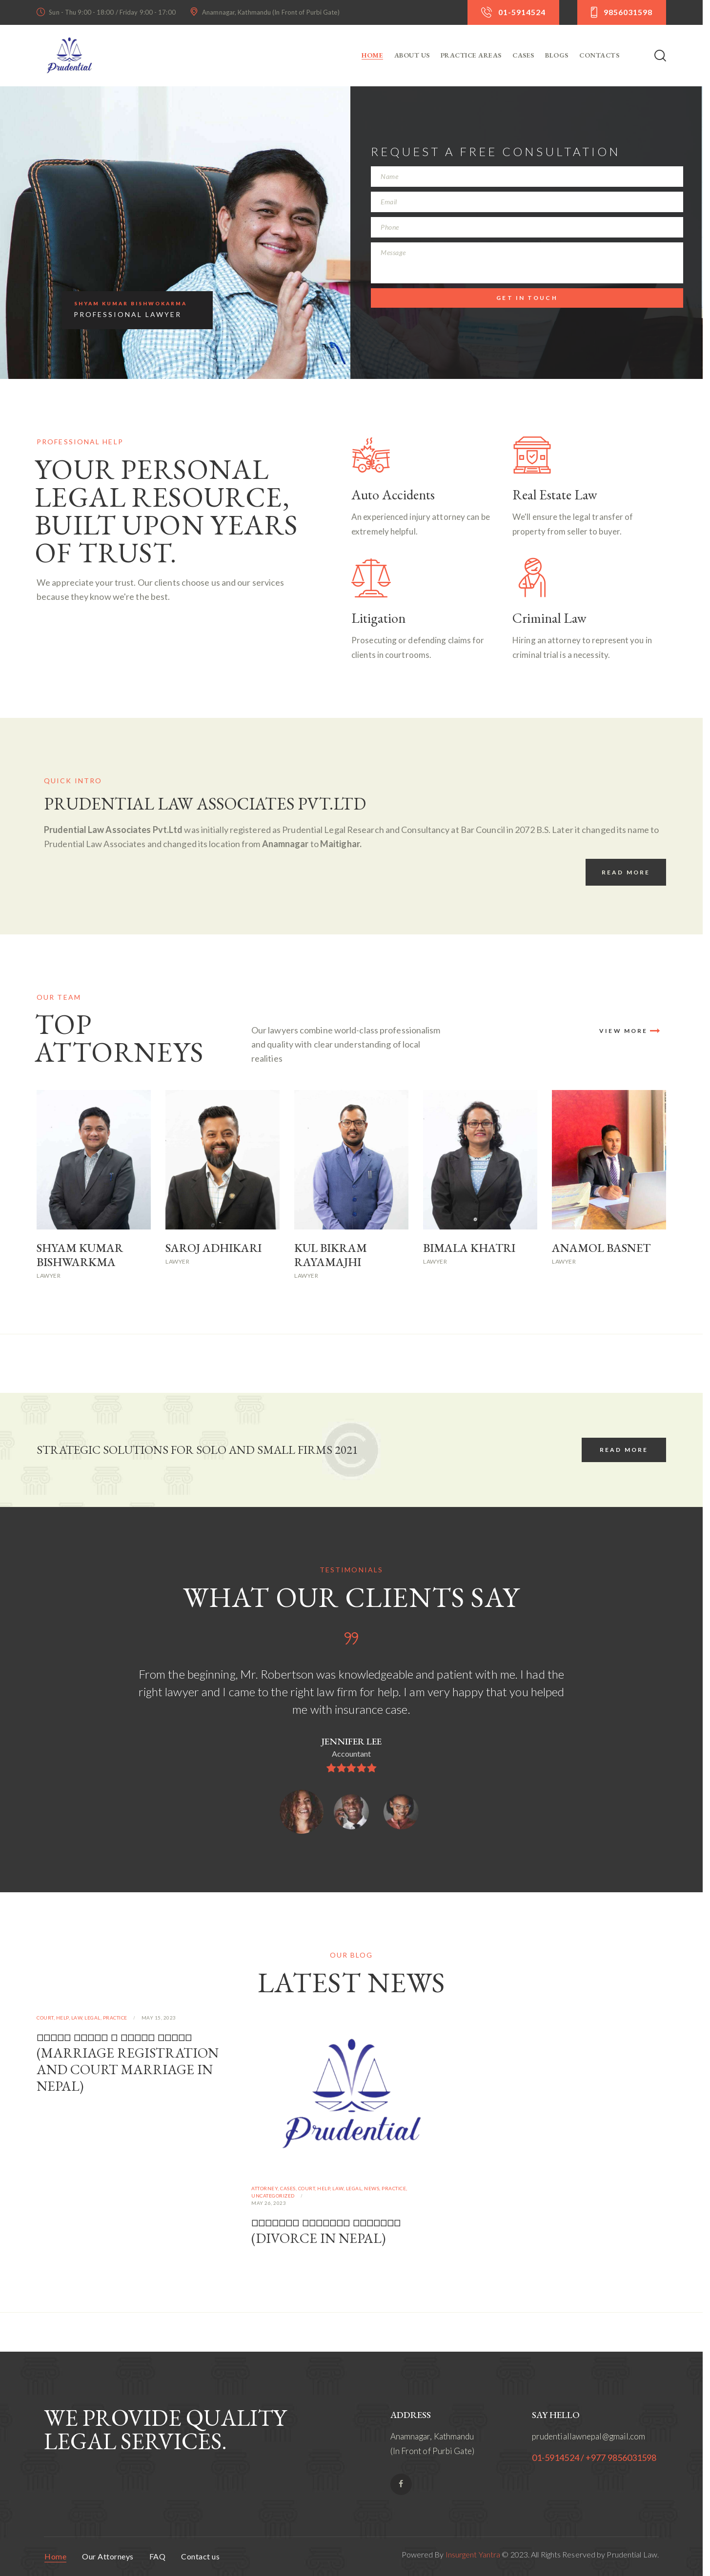 Sun - Thu 9:00 - 18:00 / Friday 9:00 - 17:00
Anamnagar, Kathmandu (In Front of Purbi Gate)
01-5914524
9856031598
Prudential
HOME
ABOUT US
PRACTICE AREAS
CASES
BLOGS
CONTACTS
SHYAM KUMAR BISHWOKARMA
PROFESSIONAL LAWYER
REQUEST A FREE CONSULTATION
Name
Email
Phone
Message
GET IN TOUCH
PROFESSIONAL HELP
YOUR PERSONAL
LEGAL RESOURCE,
BUILT UPON YEARS
OF TRUST.
We appreciate your trust. Our clients choose us and our services
because they know we're the best.
Auto Accidents
An experienced injury attorney can be
extremely helpful.
Real Estate Law
We'll ensure the legal transfer of
property from seller to buyer.
Litigation
Prosecuting or defending claims for
clients in courtrooms.
Criminal Law
Hiring an attorney to represent you in
criminal trial is a necessity.
QUICK INTRO
PRUDENTIAL LAW ASSOCIATES PVT.LTD
Prudential Law Associates Pvt.Ltd was initially registered as Prudential Legal Research and Consultancy at Bar Council in 2072 B.S. Later it changed its name to
Prudential Law Associates and changed its location from Anamnagar to Maitighar.
READ MORE
OUR TEAM
TOP
ATTORNEYS
Our lawyers combine world-class professionalism
and quality with clear understanding of local
realities
VIEW MORE
SHYAM KUMAR
BISHWARKMA
LAWYER
SAROJ ADHIKARI
LAWYER
KUL BIKRAM
RAYAMAJHI
LAWYER
BIMALA KHATRI
LAWYER
ANAMOL BASNET
LAWYER
STRATEGIC SOLUTIONS FOR SOLO AND SMALL FIRMS 2021
READ MORE
TESTIMONIALS
WHAT OUR CLIENTS SAY
From the beginning, Mr. Robertson was knowledgeable and patient with me. I had the
right lawyer and I came to the right law firm for help. I am very happy that you helped
me with insurance case.
JENNIFER LEE
Accountant
OUR BLOG
LATEST NEWS
COURT, HELP, LAW, LEGAL, PRACTICE
MAY 15, 2023
(MARRIAGE REGISTRATION
AND COURT MARRIAGE IN
NEPAL)
Prudential
ATTORNEY, CASES, COURT, HELP, LAW, LEGAL, NEWS, PRACTICE,
UNCATEGORIZED
MAY 26, 2023
(DIVORCE IN NEPAL)
WE PROVIDE QUALITY
LEGAL SERVICES.
ADDRESS
Anamnagar, Kathmandu
(In Front of Purbi Gate)
SAY HELLO
prudentiallawnepal@gmail.com
01-5914524 / +977 9856031598
Home
Our Attorneys
FAQ
Contact us
Powered By Insurgent Yantra © 2023. All Rights Reserved by Prudential Law.